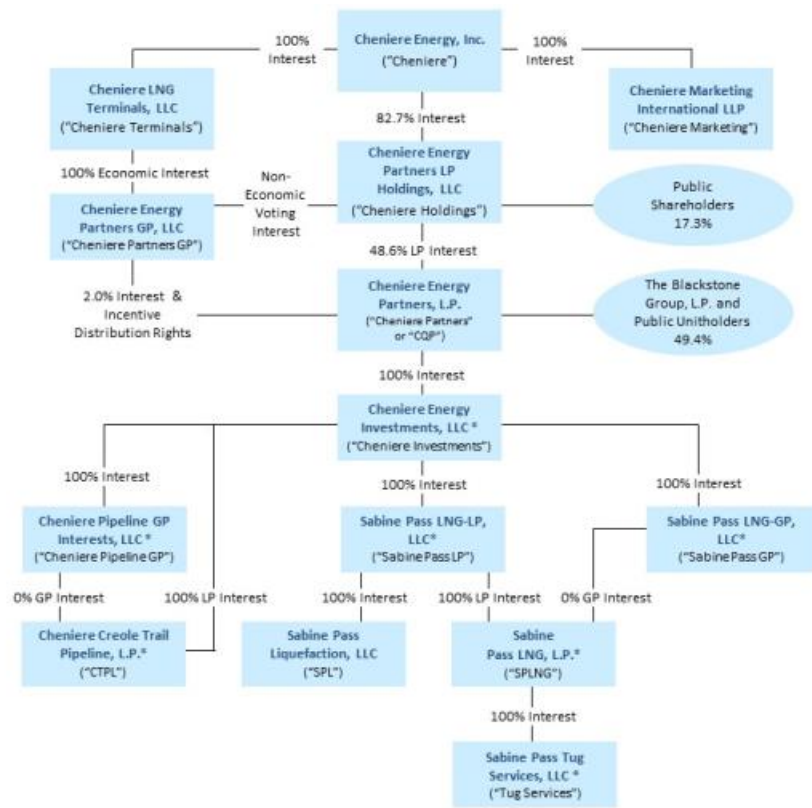 100%
Interest
Cheniere Energy, Inc.
("Cheniere")
100%
Interest
Cheniere LNG
Terminals, LLC
("Cheniere Terminals")
Cheniere Marketing
International LLP
("Cheniere Marketing")
82.7% Interest
100% Economic Interest
Non-
Economic
Voting
Interest
Cheniere Energy
Partners LP
Holdings, LLC
("Cheniere Holdings")
Public
Shareholders
17.3%
Cheniere Energy
Partners GP, LLC
("Cheniere Partners GP")
48.6% LP Interest
2.0% Interest &
Incentive
Distribution Rights
Cheniere Energy
Partners, L.P.
("Cheniere Partners"
or "CQP")
The Blackstone
Group, L.P. and
Public Unitholders
49.4%
100% Interest
Cheniere Energy
Investments, LLC *
("Cheniere Investments")
100% Interest
100% Interest
100% Interest
Cheniere Pipeline GP
Interests, LLC *
("Cheniere Pipeline GP")
Sabine Pass LNG-LP,
LLC*
("Sabine Pass LP")
Sabine Pass LNG-GP,
LLC*
("Sabine Pass GP")
0% GP Interest
100% LP Interest
100% Interest
100% LP Interest
0% GP Interest
Cheniere Creole Trail
Pipeline, L.P.*
("CTPL")
Sabine Pass
Liquefaction, LLC
("SPL")
Sabine
Pass LNG, L.P.*
("SPLNG")
100% Interest
Sabine Pass Tug
Services, LLC *
("Tug Services")